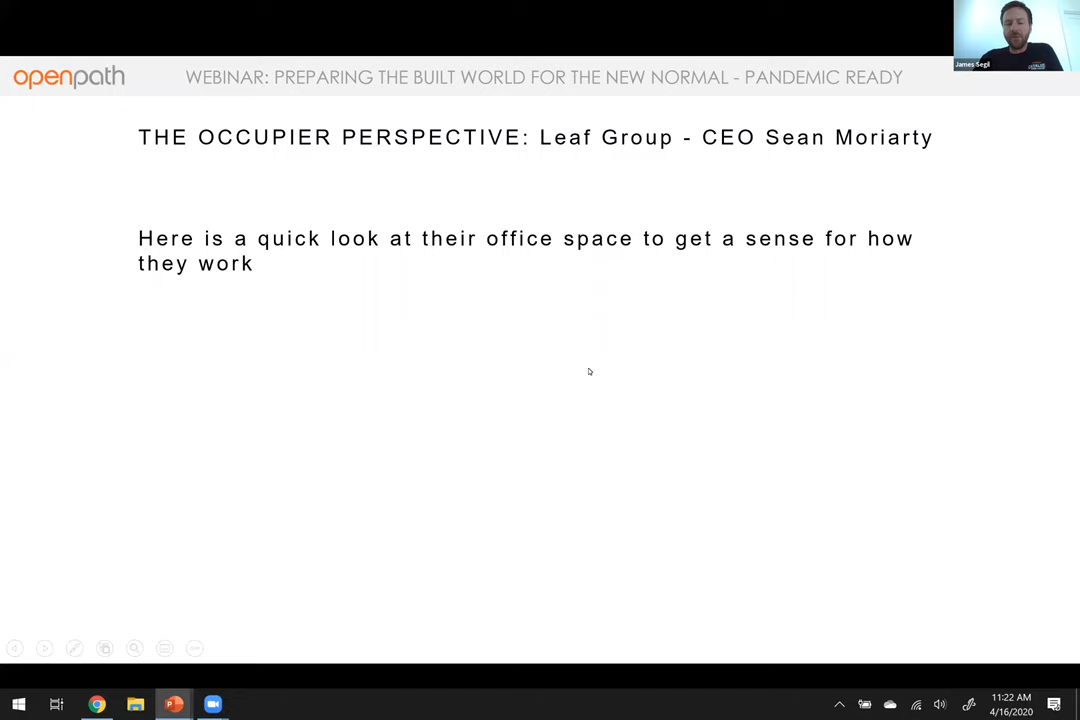 James Segil
openpath
WEBINAR: PREPARING THE BUILT WORLD FOR THE NEW NORMAL - PANDEMIC READY
THE OCCUPIER PERSPECTIVE: Leaf Group - CEO Sean Moriarty
Here is a quick look at their office space to get a sense for how
they work
11:22 AM
4/16/2020